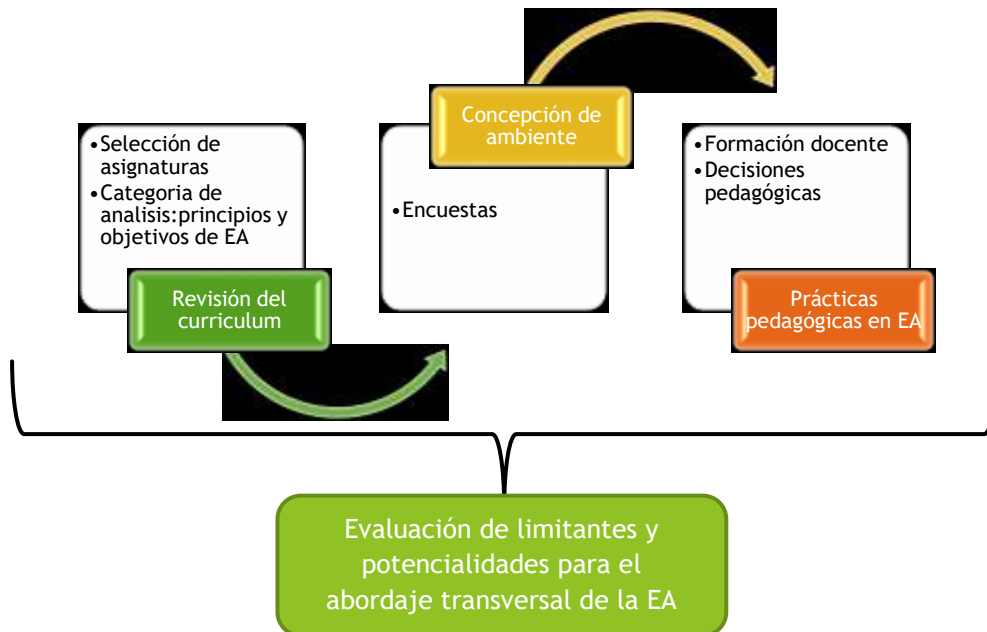 •Selección de
asignaturas
•Categoria de
analisis:principios y
objetivos de EA
Revisión del
curriculum
Concepción de
ambiente
•Encuestas
•Formación docente
•Decisiones
pedagógicas
Prácticas
pedagógicas en EA
Evaluación de limitantes y
potencialidades para el
abordaje transversal de la EA